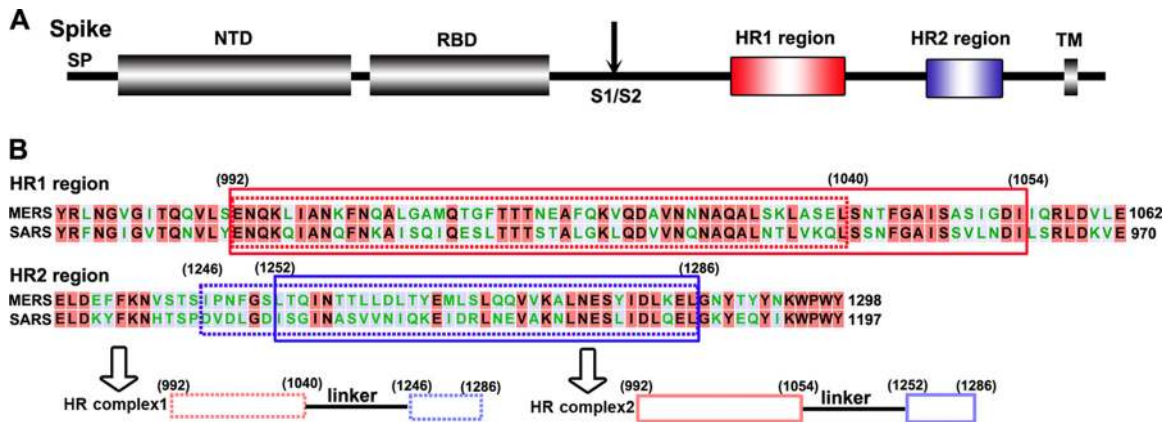 A
Spike
SP
NTD
RBD
S1/S2
HR1 region
HR2 region
TM
B
HR1 region
(992)
(1040)
(1054)
MERS YRLNGVGITQQVLSENQKLIANKFNQALGAMQTGFTTTNEAFQKVQDAVNNNAQALSKLASELSNTFGAISASIGDIIQRLDVLE 1062
SARS YRFNGIGVTQNVLYENQKQIANQFNKAISQIQESLTTTSTALGKLQDVVNQNAQALNTLVKQLSSNFGAISSVLNDILSRLDKVE 970
HR2 region
(1246)
(1252)
(1286)
MERS ELDEFFKNVSTSIPNFGSLTQINTTLLDLTYEMLSLQQVVKALNESYIDLKELGNYTYYNKWPWY 1298
SARS ELDKYFKNHTSPDVDLGDISGINASVVNIQKEIDRLNEVAKNLNESLIDLQELGKYEQYIKWPWY 1197
HR complex1
(992)
(1040)
linker
(1246)
(1286)
HR complex2
(992)
(1054)
linker
(1252)
(1286)